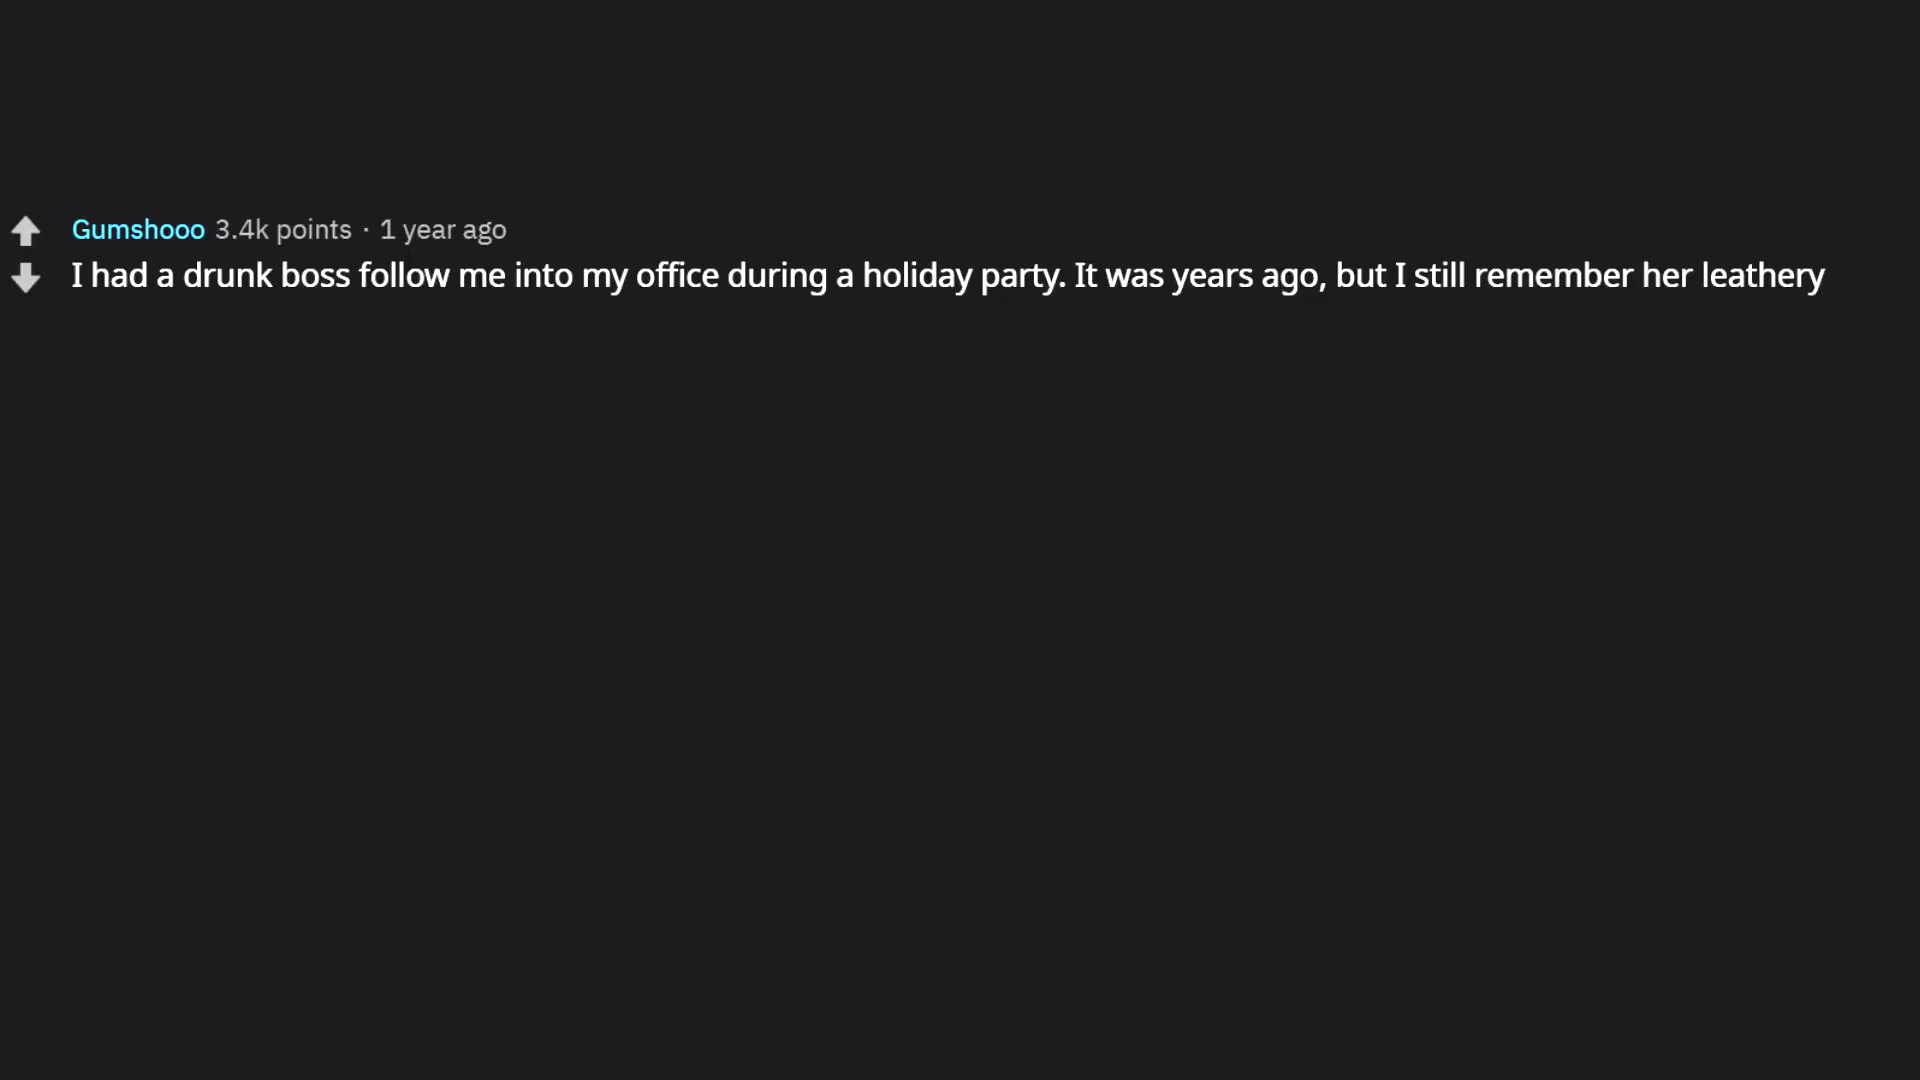 Gumshooo 3.4k points · 1 year ago
I had a drunk boss follow me into my office during a holiday party. It was years ago, but I still remember her leathery